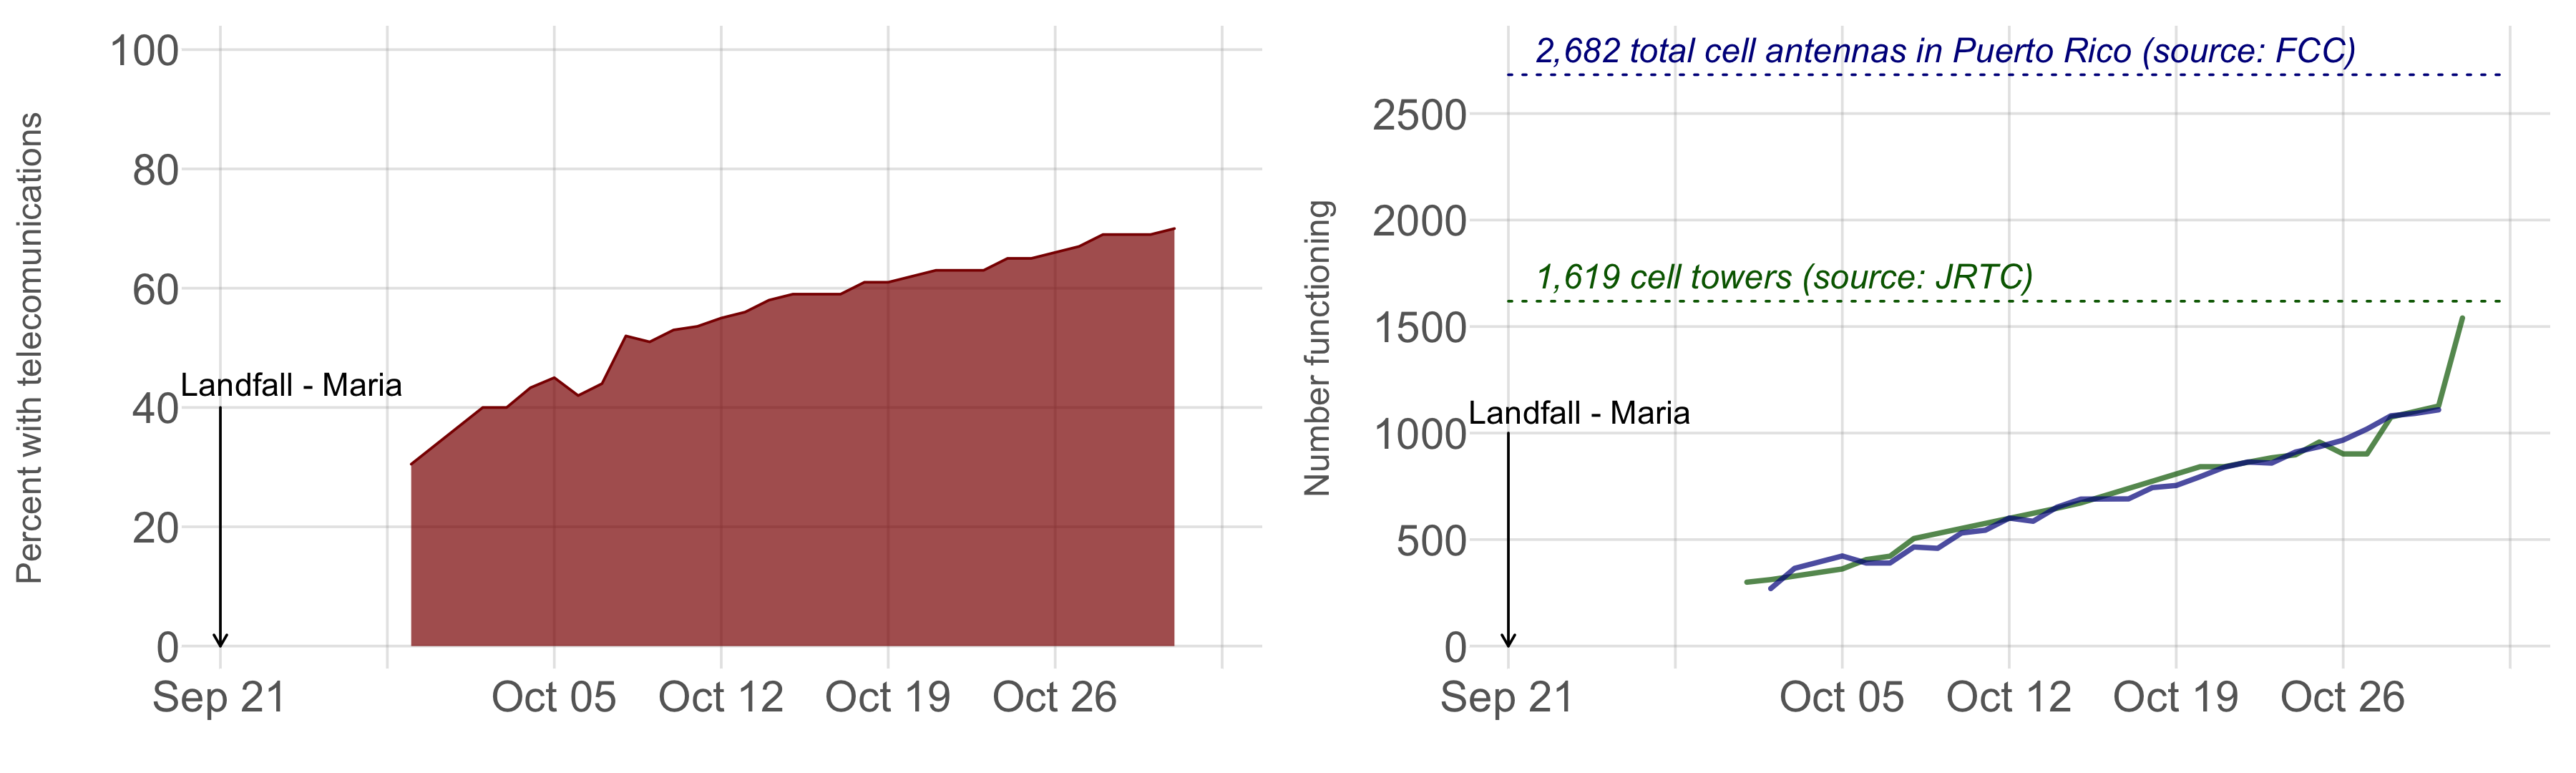 Percent with telecomunications
100
80
60
40
20
0
Landfall - Maria
Sep 21
Oct 05
Oct 12
Oct 19
Oct 26
Number functioning
2500
2000
1500
1000
500
0
2,682 total cell antennas in Puerto Rico (source: FCC)
1,619 cell towers (source: JRTC)
Landfall - Maria
Sep 21
Oct 05
Oct 12
Oct 19
Oct 26